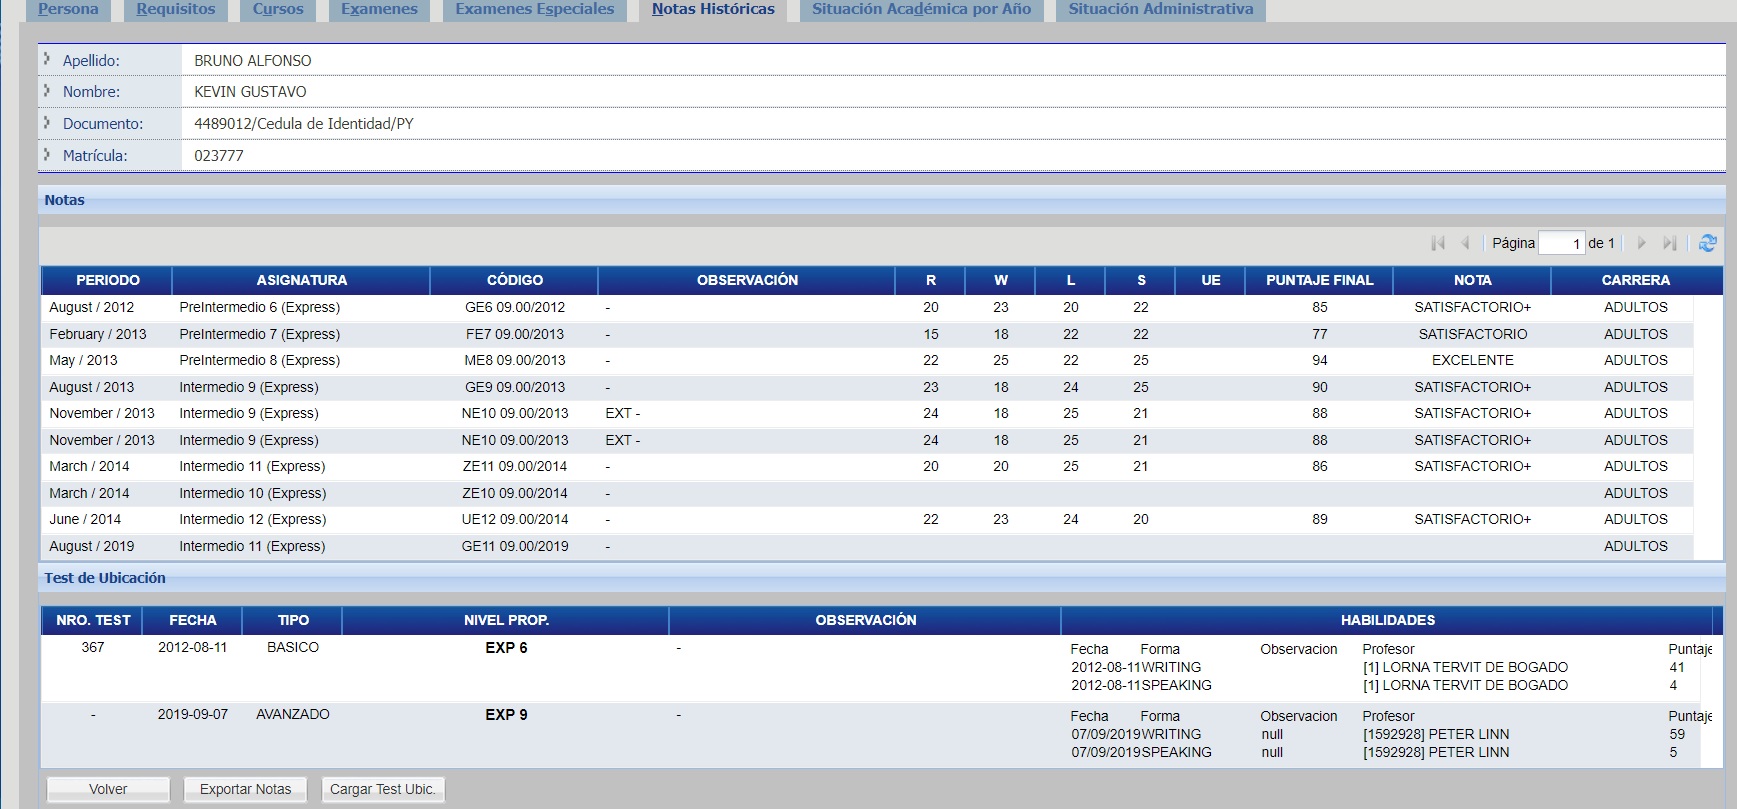 Persona Requisitos Cursos Examenes Examenes Especiales Notas Históricas Situación Académica por Año Situación Administrativa
Apellido: BRUNO ALFONSO
Nombre: KEVIN GUSTAVO
Documento: 4489012/Cedula de Identidad/PY
Matrícula: 023777
Notas
Página 1 de 1
PERIODO ASIGNATURA CÓDIGO OBSERVACIÓN R W L S UE PUNTAJE FINAL NOTA CARRERA
August / 2012 PreIntermedio 6 (Express) GE6 09.00/2012 - 20 23 20 22 85 SATISFACTORIO+ ADULTOS
February / 2013 PreIntermedio 7 (Express) FE7 09.00/2013 - 15 18 22 22 77 SATISFACTORIO ADULTOS
May / 2013 PreIntermedio 8 (Express) ME8 09.00/2013 - 22 25 22 25 94 EXCELENTE ADULTOS
August / 2013 Intermedio 9 (Express) GE9 09.00/2013 - 23 18 24 25 90 SATISFACTORIO+ ADULTOS
November / 2013 Intermedio 9 (Express) NE10 09.00/2013 EXT - 24 18 25 21 88 SATISFACTORIO+ ADULTOS
November / 2013 Intermedio 9 (Express) NE10 09.00/2013 EXT - 24 18 25 21 88 SATISFACTORIO+ ADULTOS
March / 2014 Intermedio 11 (Express) ZE11 09.00/2014 - 20 20 25 21 86 SATISFACTORIO+ ADULTOS
March / 2014 Intermedio 10 (Express) ZE10 09.00/2014 - ADULTOS
June / 2014 Intermedio 12 (Express) UE12 09.00/2014 - 22 23 24 20 89 SATISFACTORIO+ ADULTOS
August / 2019 Intermedio 11 (Express) GE11 09.00/2019 - ADULTOS
Test de Ubicación
NRO. TEST FECHA TIPO NIVEL PROP. OBSERVACIÓN HABILIDADES
367 2012-08-11 BASICO EXP 6 - Fecha Forma Observacion Profesor Puntaje
2012-08-11 WRITING [1] LORNA TERVIT DE BOGADO 41
2012-08-11 SPEAKING [1] LORNA TERVIT DE BOGADO 4
- 2019-09-07 AVANZADO EXP 9 - Fecha Forma Observacion Profesor Puntaje
07/09/2019 WRITING null [1592928] PETER LINN 59
07/09/2019 SPEAKING null [1592928] PETER LINN 5
Volver Exportar Notas Cargar Test Ubic.